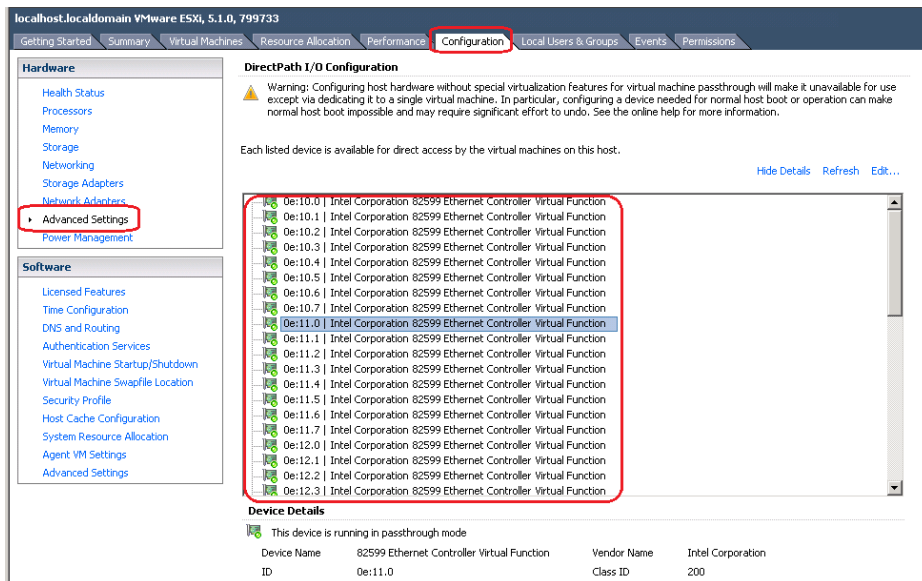 localhost.localdomain VMware ESXi, 5.1.0, 799733
Getting Started Summary Virtual Machines Resource Allocation Performance Configuration Local Users & Groups Events Permissions
Hardware
Health Status
Processors
Memory
Storage
Networking
Storage Adapters
Network Adapters
Advanced Settings
Power Management
Software
Licensed Features
Time Configuration
DNS and Routing
Authentication Services
Virtual Machine Startup/Shutdown
Virtual Machine Swapfile Location
Security Profile
Host Cache Configuration
System Resource Allocation
Agent VM Settings
Advanced Settings
DirectPath I/O Configuration
Warning: Configuring host hardware without special virtualization features for virtual machine passthrough will make it unavailable for use
except via dedicating it to a single virtual machine. In particular, configuring a device needed for normal host boot or operation can make
normal host boot impossible and may require significant effort to undo. See the online help for more information.
Each listed device is available for direct access by the virtual machines on this host.
Hide Details Refresh Edit...
0e:10.0 | Intel Corporation 82599 Ethernet Controller Virtual Function
0e:10.1 | Intel Corporation 82599 Ethernet Controller Virtual Function
0e:10.2 | Intel Corporation 82599 Ethernet Controller Virtual Function
0e:10.3 | Intel Corporation 82599 Ethernet Controller Virtual Function
0e:10.4 | Intel Corporation 82599 Ethernet Controller Virtual Function
0e:10.5 | Intel Corporation 82599 Ethernet Controller Virtual Function
0e:10.6 | Intel Corporation 82599 Ethernet Controller Virtual Function
0e:10.7 | Intel Corporation 82599 Ethernet Controller Virtual Function
0e:11.0 | Intel Corporation 82599 Ethernet Controller Virtual Function
0e:11.1 | Intel Corporation 82599 Ethernet Controller Virtual Function
0e:11.2 | Intel Corporation 82599 Ethernet Controller Virtual Function
0e:11.3 | Intel Corporation 82599 Ethernet Controller Virtual Function
0e:11.4 | Intel Corporation 82599 Ethernet Controller Virtual Function
0e:11.5 | Intel Corporation 82599 Ethernet Controller Virtual Function
0e:11.6 | Intel Corporation 82599 Ethernet Controller Virtual Function
0e:11.7 | Intel Corporation 82599 Ethernet Controller Virtual Function
0e:12.0 | Intel Corporation 82599 Ethernet Controller Virtual Function
0e:12.1 | Intel Corporation 82599 Ethernet Controller Virtual Function
0e:12.2 | Intel Corporation 82599 Ethernet Controller Virtual Function
0e:12.3 | Intel Corporation 82599 Ethernet Controller Virtual Function
Device Details
This device is running in passthrough mode
Device Name 82599 Ethernet Controller Virtual Function Vendor Name Intel Corporation
ID 0e:11.0 Class ID 200